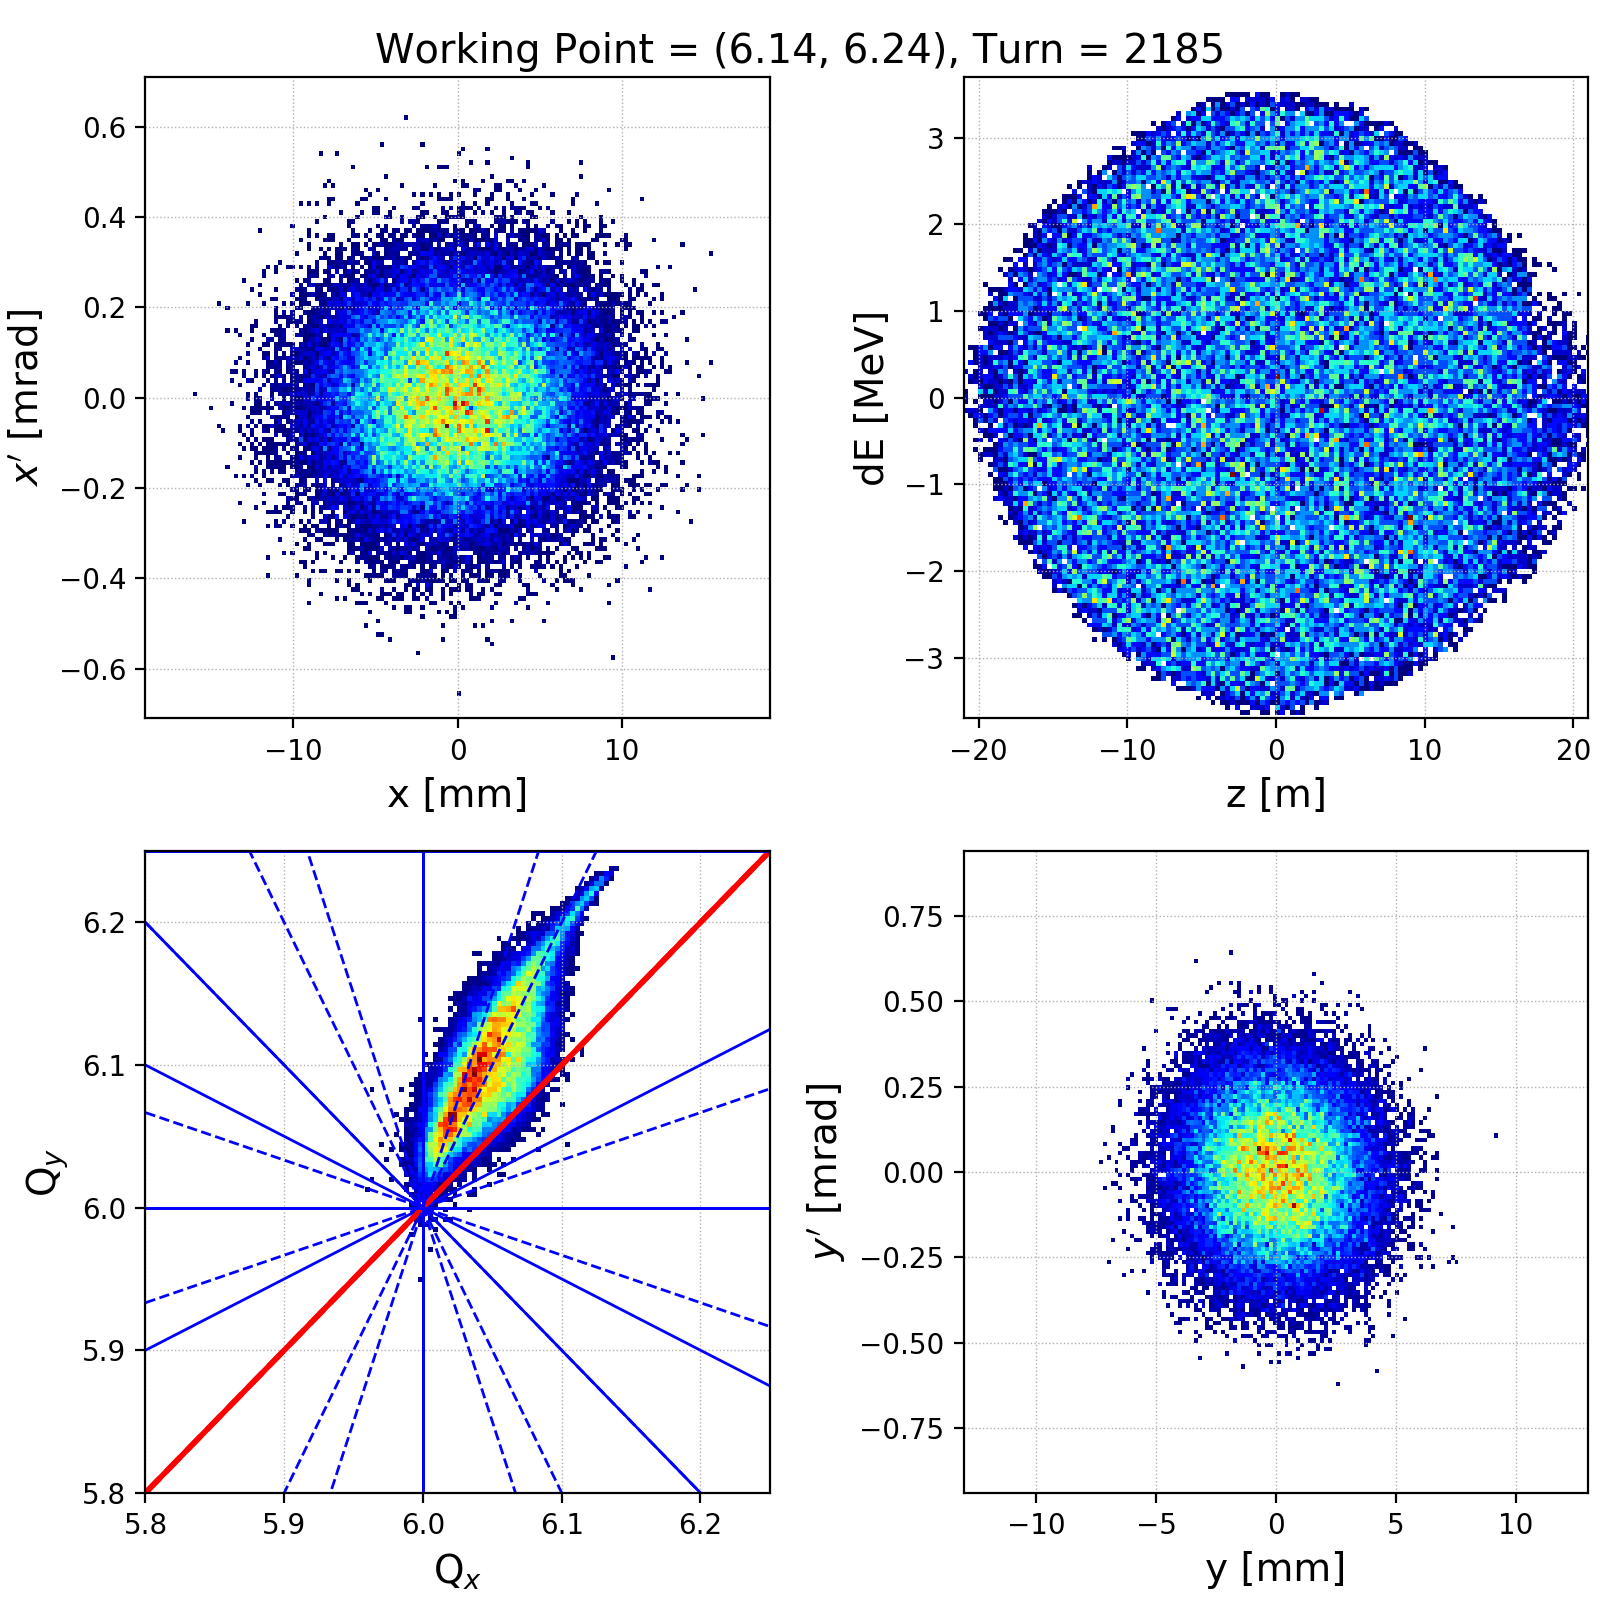 Working Point = (6.14, 6.24), Turn = 2185
0.6
0.4
0.2
0.0
−0.2
−0.4
−0.6
x′ [mrad]
−10 0 10
x [mm]
3
2
1
0
−1
−2
−3
dE [MeV]
−20 −10 0 10 20
z [m]
6.2
6.1
6.0
5.9
5.8
Qy
5.8 5.9 6.0 6.1 6.2
Qx
0.75
0.50
0.25
0.00
−0.25
−0.50
−0.75
y′ [mrad]
−10 −5 0 5 10
y [mm]